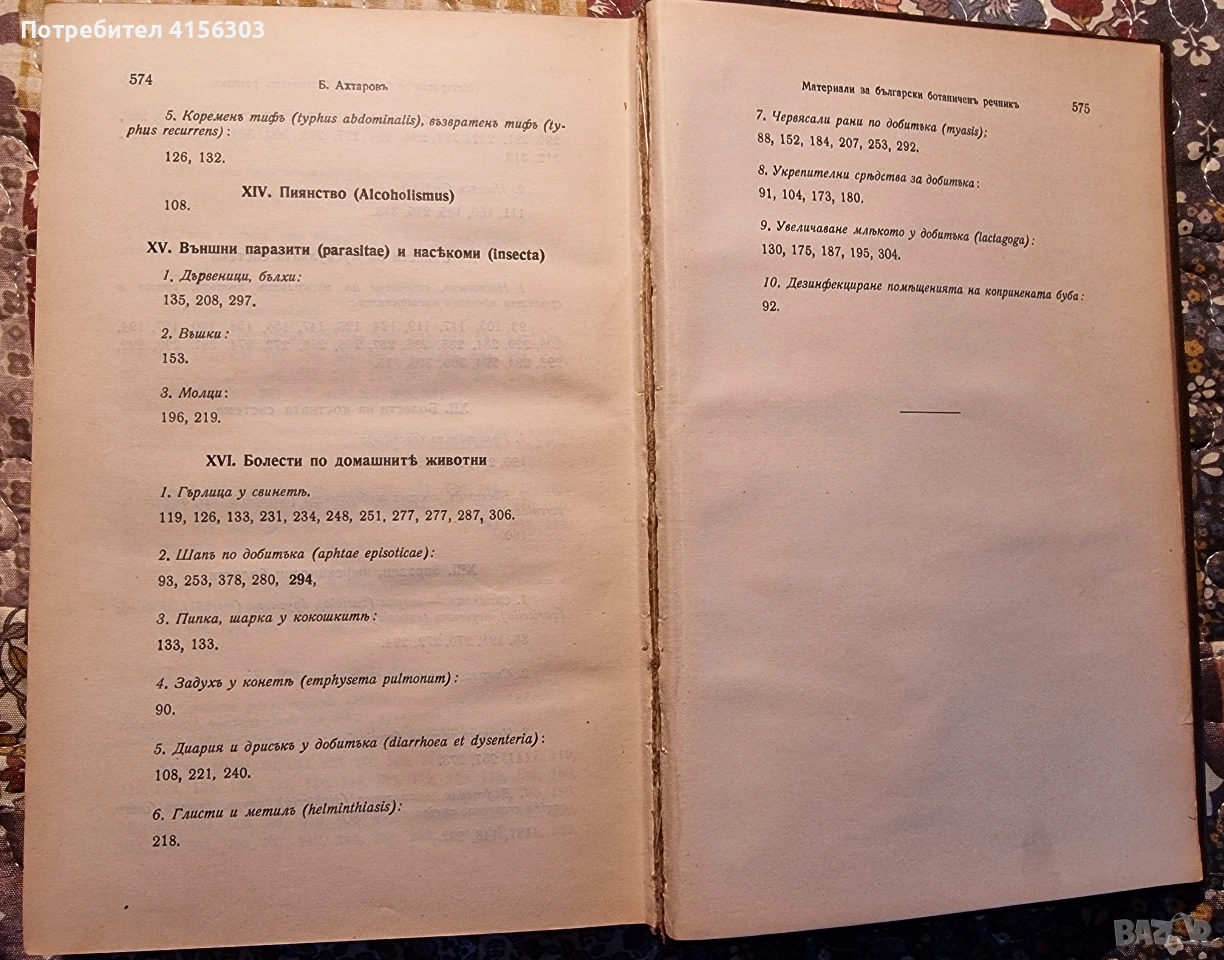 Потребител 4156303
574
Б. Ахтаровъ
5. Коременъ тифъ (typhus abdominalis), възвратенъ тифъ (ty-
phus recurrens):
126, 132.
XIV. Пиянство (Alcoholismus)
108.
XV. Външни паразити (parasitae) и насѣкоми (insecta)
1. Дървеници, бълхи:
135, 208, 297.
2. Въшки:
153.
3. Молци:
196, 219.
XVI. Болести по домашнитѣ животни
1. Гърлица у свинетѣ.
119, 126, 133, 231, 234, 248, 251, 277, 277, 287, 306.
2. Шапъ по добитъка (aphtae episoticae):
93, 253, 378, 280, 294,
3. Пипка, шарка у кокошкитѣ:
133, 133.
4. Задухъ у конетѣ (emphysema pulmonum):
90.
5. Диария и дрисъкъ у добитъка (diarrhoea et dysenteria):
108, 221, 240.
6. Глисти и метилъ (helminthiasis):
218.
Материали за български ботаниченъ речникъ
575
7. Червясали рани по добитъка (myasis):
88, 152, 184, 207, 253, 292.
8. Укрепителни срѣдства за добитъка:
91, 104, 173, 180.
9. Увеличаване млѣкото у добитъка (lactagoga):
130, 175, 187, 195, 304.
10. Дезинфекциране помѣщенията на копринената буба:
92.
BAZAR